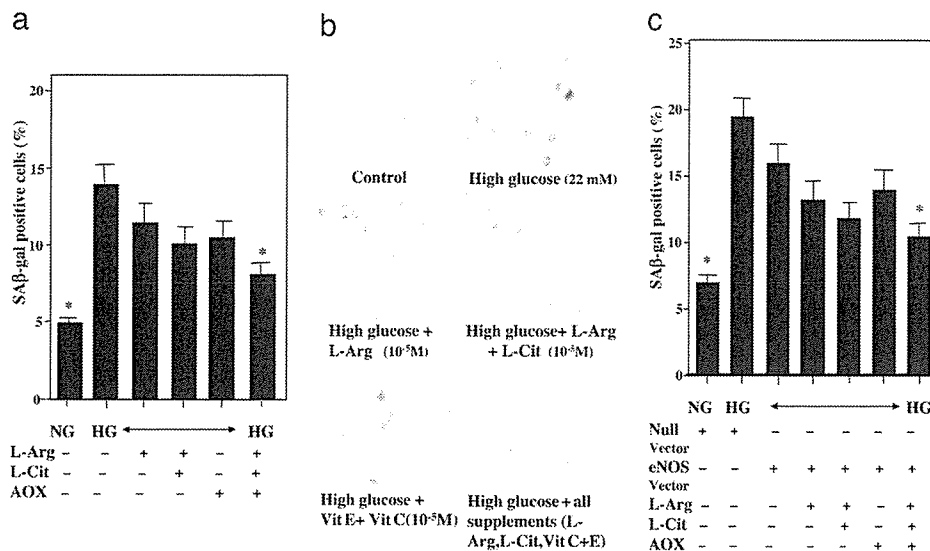 a
SAβ-gal positive cells (%)
20
15
10
5
0
*
*
NG HG HG
L-Arg – – + + – +
L-Cit – – – + – +
AOX – – – – + +
b
Control
High glucose (22 mM)
High glucose +
L-Arg (10⁻⁵M)
High glucose+ L-Arg
+ L-Cit (10⁻⁵M)
High glucose +
Vit E+ Vit C(10⁻⁵M)
High glucose + all
supplements (L-
Arg,L-Cit,Vit C+E)
c
SAβ-gal positive cells (%)
25
20
15
10
5
0
*
*
NG HG HG
Null + + – – – – –
Vector
eNOS – – + + + + +
Vector
L-Arg – – – + + – +
L-Cit – – – – + – +
AOX – – – – – + +